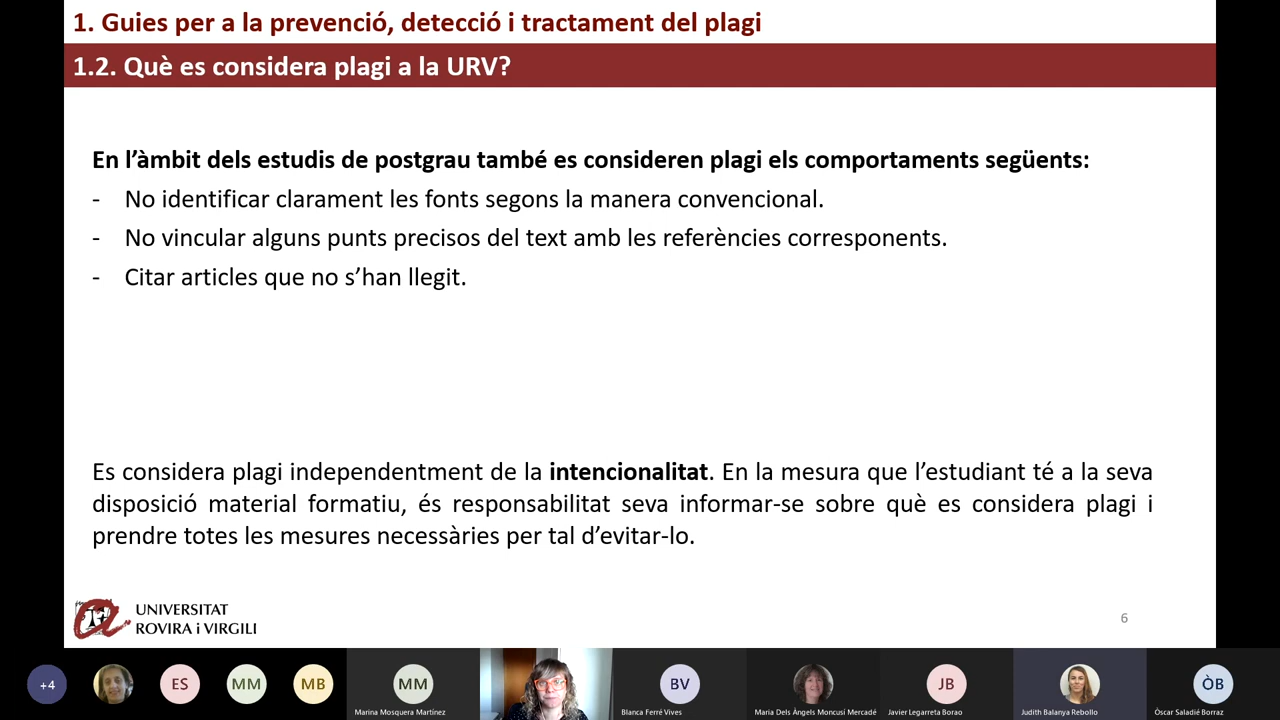 1. Guies per a la prevenció, detecció i tractament del plagi
1.2. Què es considera plagi a la URV?
En l’àmbit dels estudis de postgrau també es consideren plagi els comportaments següents:
- No identificar clarament les fonts segons la manera convencional.
- No vincular alguns punts precisos del text amb les referències corresponents.
- Citar articles que no s’han llegit.
Es considera plagi independentment de la intencionalitat. En la mesura que l’estudiant té a la seva
disposició material formatiu, és responsabilitat seva informar-se sobre què es considera plagi i
prendre totes les mesures necessàries per tal d’evitar-lo.
UNIVERSITAT
ROVIRA i VIRGILI
6
+4
ES
MM
MB
MM
BV
JB
ÒB
Marina Mosquera Martínez
Blanca Ferré Vives
Maria Dels Àngels Moncusí Mercadé
Javier Legarreta Borao
Judith Balanya Rebollo
Òscar Saladié Borraz